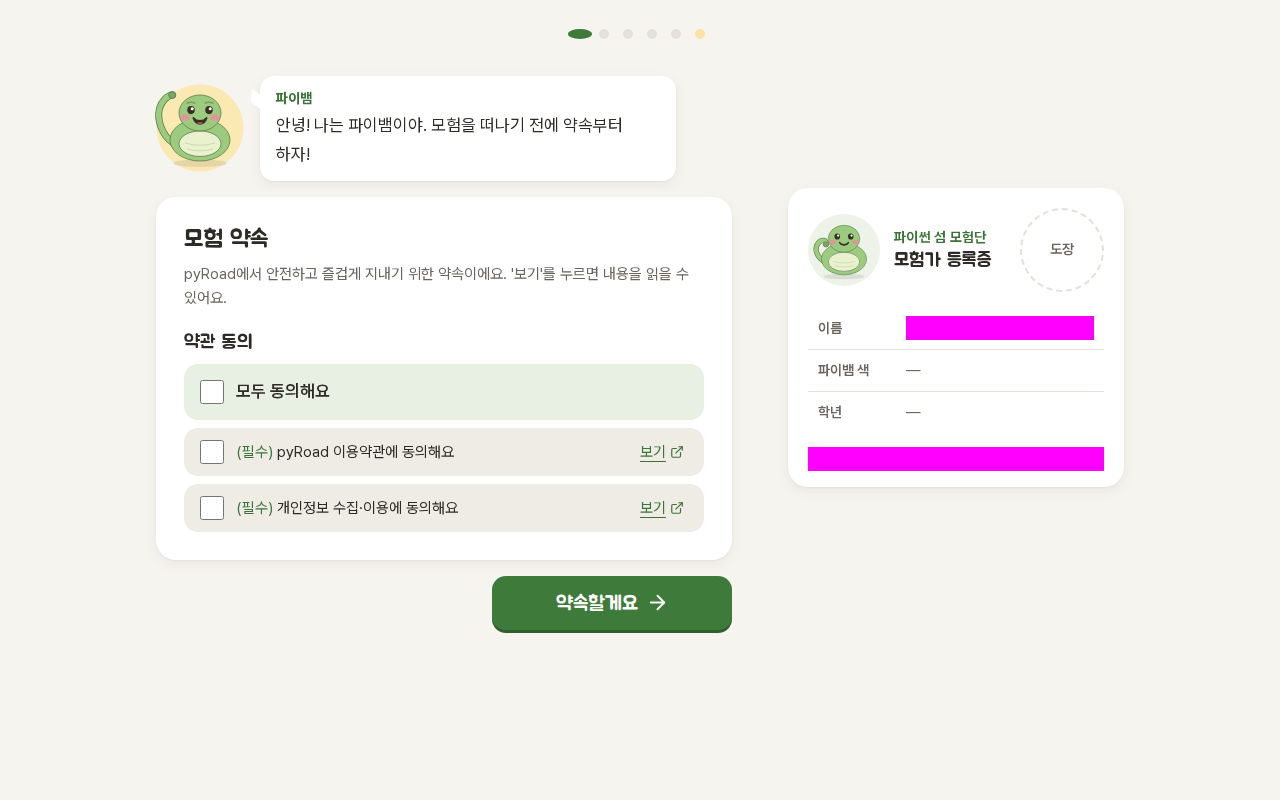 파이뱀
안녕! 나는 파이뱀이야. 모험을 떠나기 전에 약속부터
하자!
모험 약속
pyRoad에서 안전하고 즐겁게 지내기 위한 약속이에요. '보기'를 누르면 내용을 읽을 수
있어요.
약관 동의
모두 동의해요
(필수) pyRoad 이용약관에 동의해요 보기
(필수) 개인정보 수집·이용에 동의해요 보기
약속할게요
파이썬 섬 모험단
모험가 등록증
도장
이름
파이뱀 색 —
학년 —